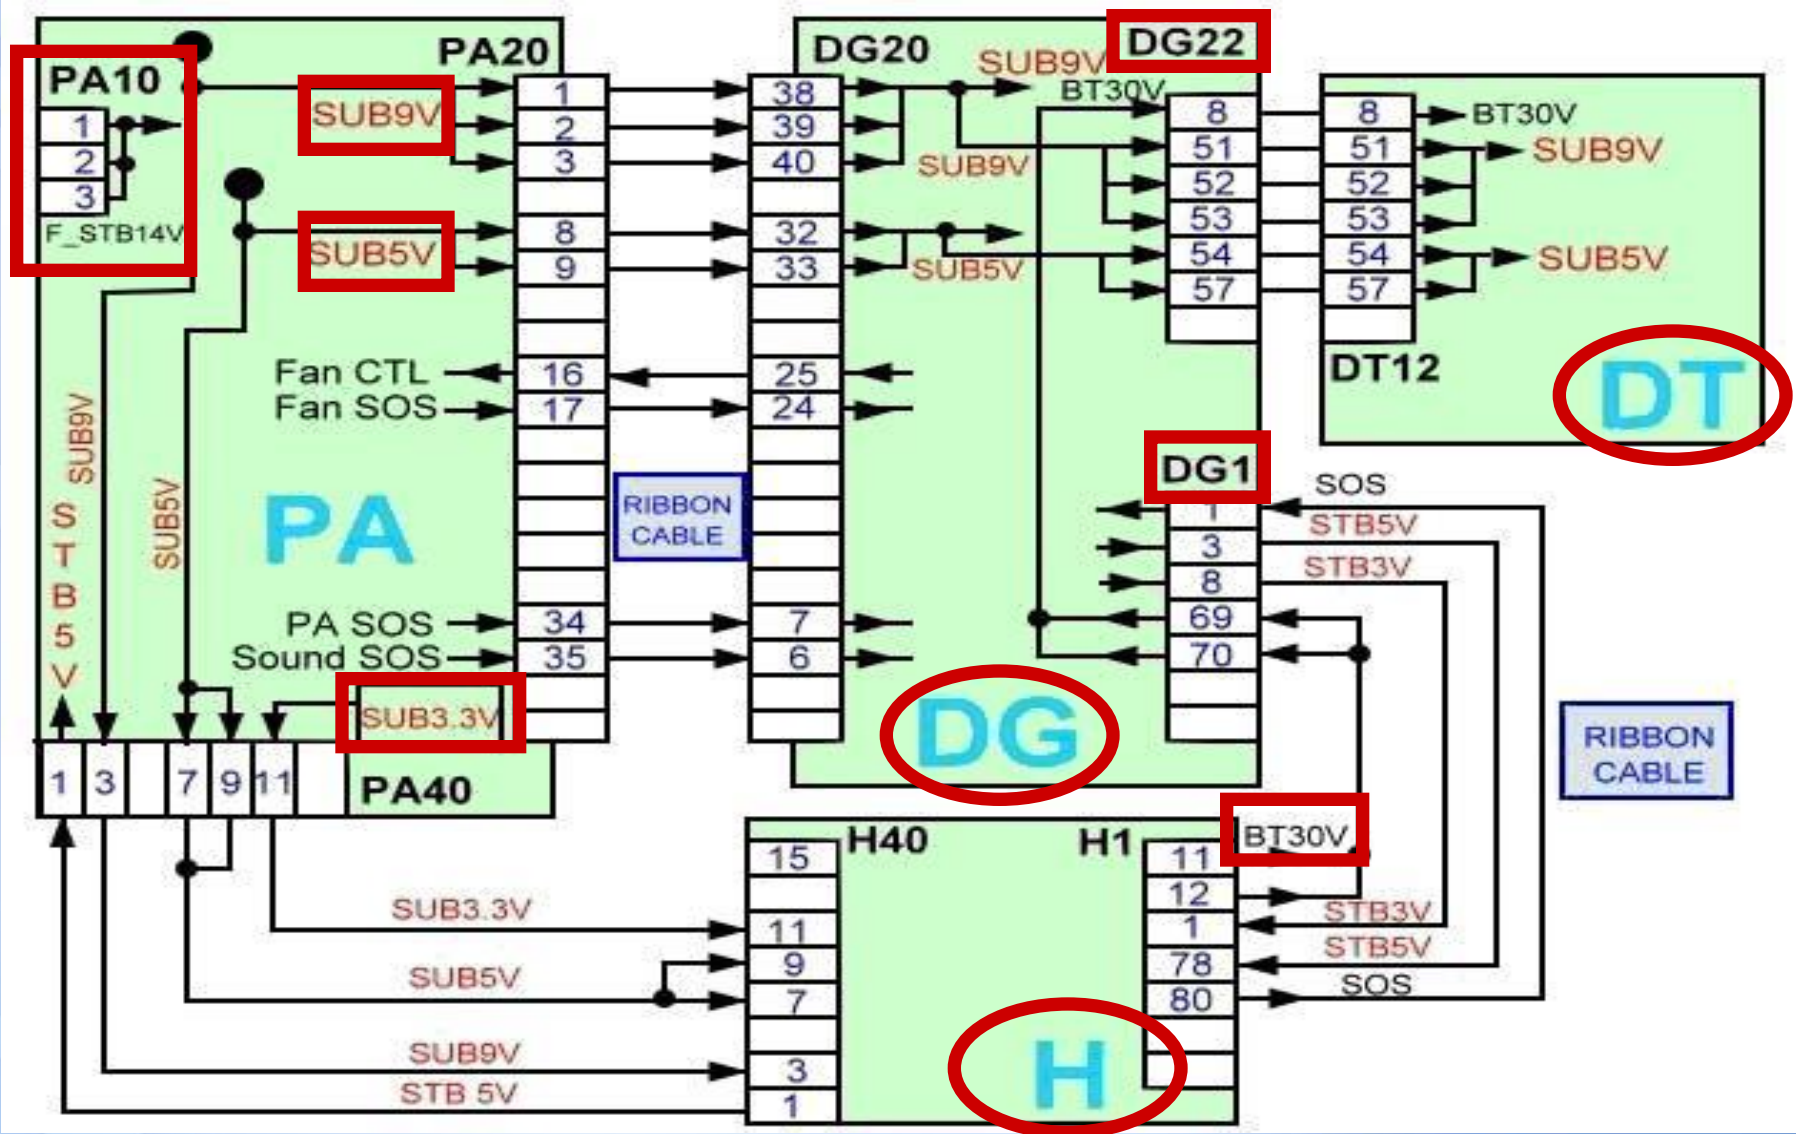 PA10
1
2
3
F_STB14V
PA20
SUB9V
1
2
3
SUB5V
8
9
Fan CTL
16
Fan SOS
17
SUB9V
SUB5V
STB5V
PA
PA SOS
34
Sound SOS
35
SUB3.3V
1 3 7 9 11
PA40
RIBBON
CABLE
DG20
38
39
40
32
33
25
24
7
6
SUB9V
BT30V
SUB9V
SUB5V
DG22
8
51
52
53
54
57
DG1
1
3
8
69
70
DG
8
51
52
53
54
57
DT12
BT30V
SUB9V
SUB5V
DT
SOS
STB5V
STB3V
RIBBON
CABLE
H40
15
11
9
7
3
1
SUB3.3V
SUB5V
SUB9V
STB 5V
H1
11
12
1
78
80
BT30V
STB3V
STB5V
SOS
H